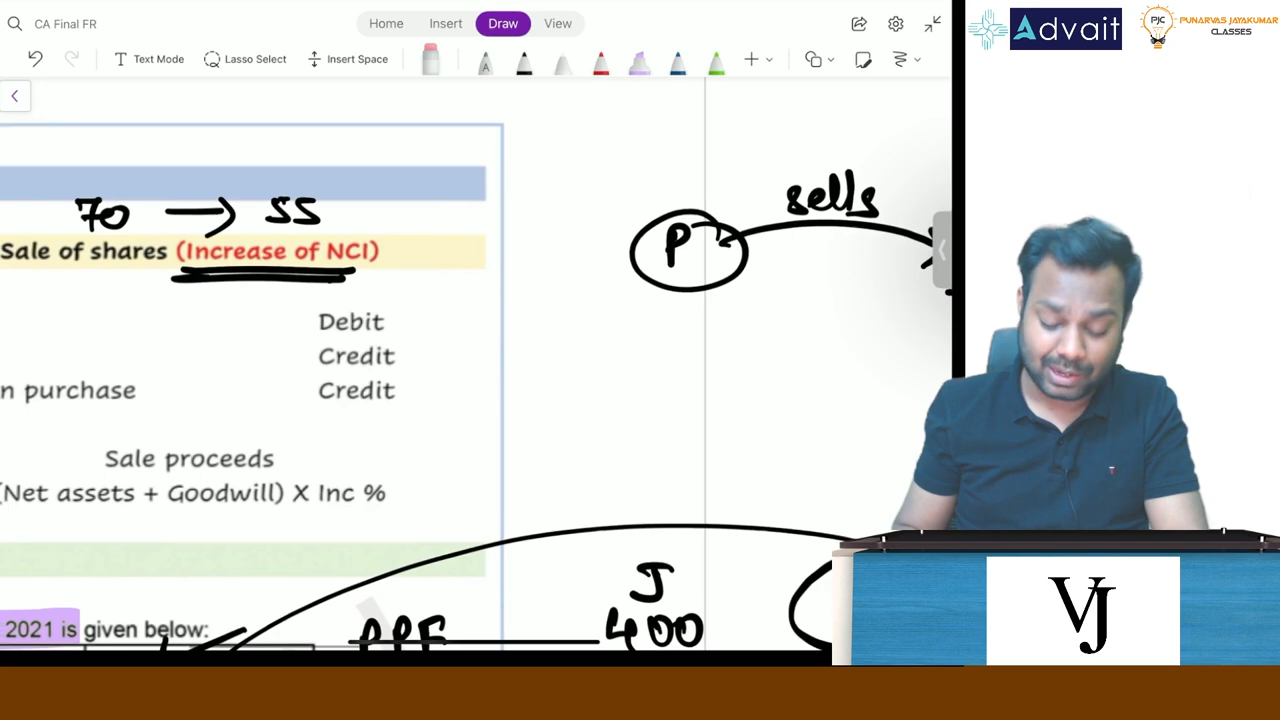 CA Final FR
Home Insert Draw View
Text Mode Lasso Select Insert Space
Advait
PJC PUNARVAS JAYAKUMAR
CLASSES
70 → 55
Sale of shares (Increase of NCI)
P sells
Debit
Credit
n purchase Credit
Sale proceeds
(Net assets + Goodwill) X Inc %
J
400
2021 is given below:
PPE
VJ